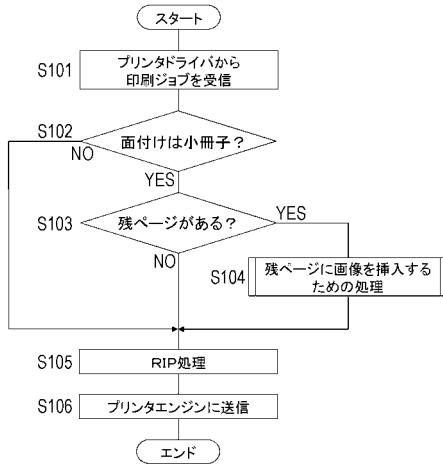 スタート
S101
プリンタドライバから
印刷ジョブを受信
S102
面付けは小冊子？
NO
YES
S103
残ページがある？
YES
NO
S104
残ページに画像を挿入する
ための処理
S105
RIP処理
S106
プリンタエンジンに送信
エンド